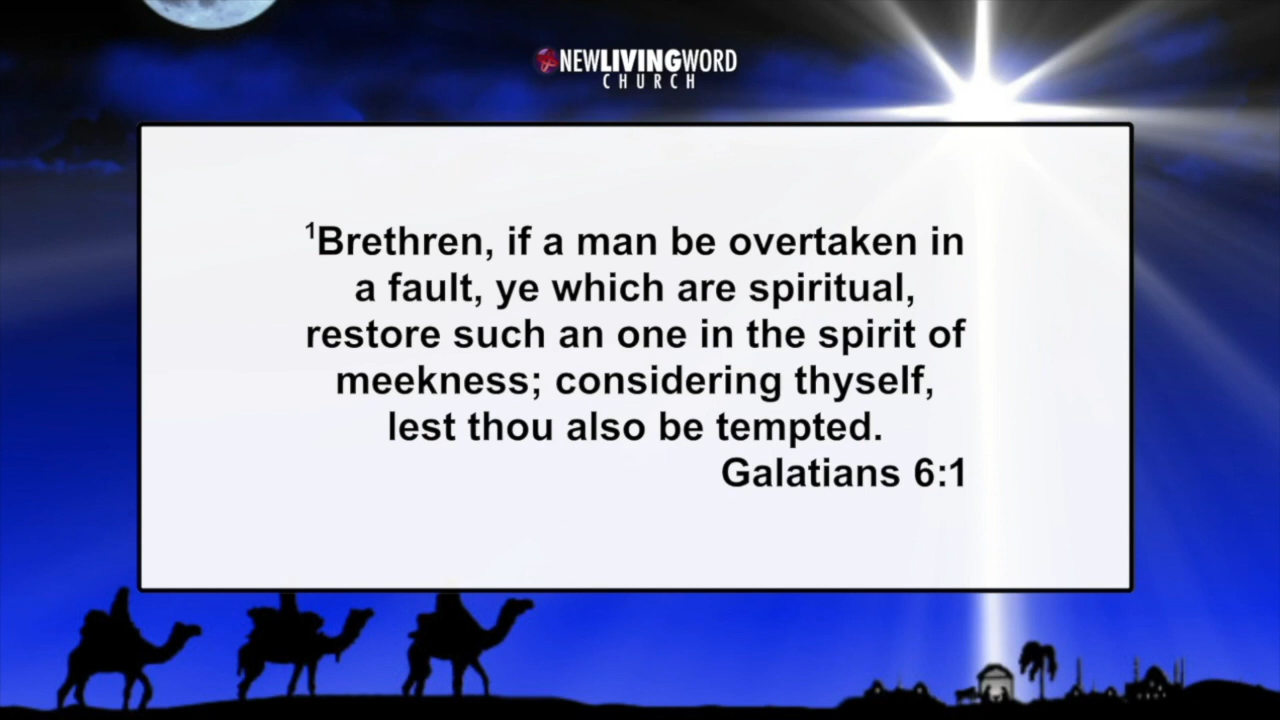 NEWLIVINGWORD
CHURCH
¹Brethren, if a man be overtaken in
a fault, ye which are spiritual,
restore such an one in the spirit of
meekness; considering thyself,
lest thou also be tempted.
Galatians 6:1